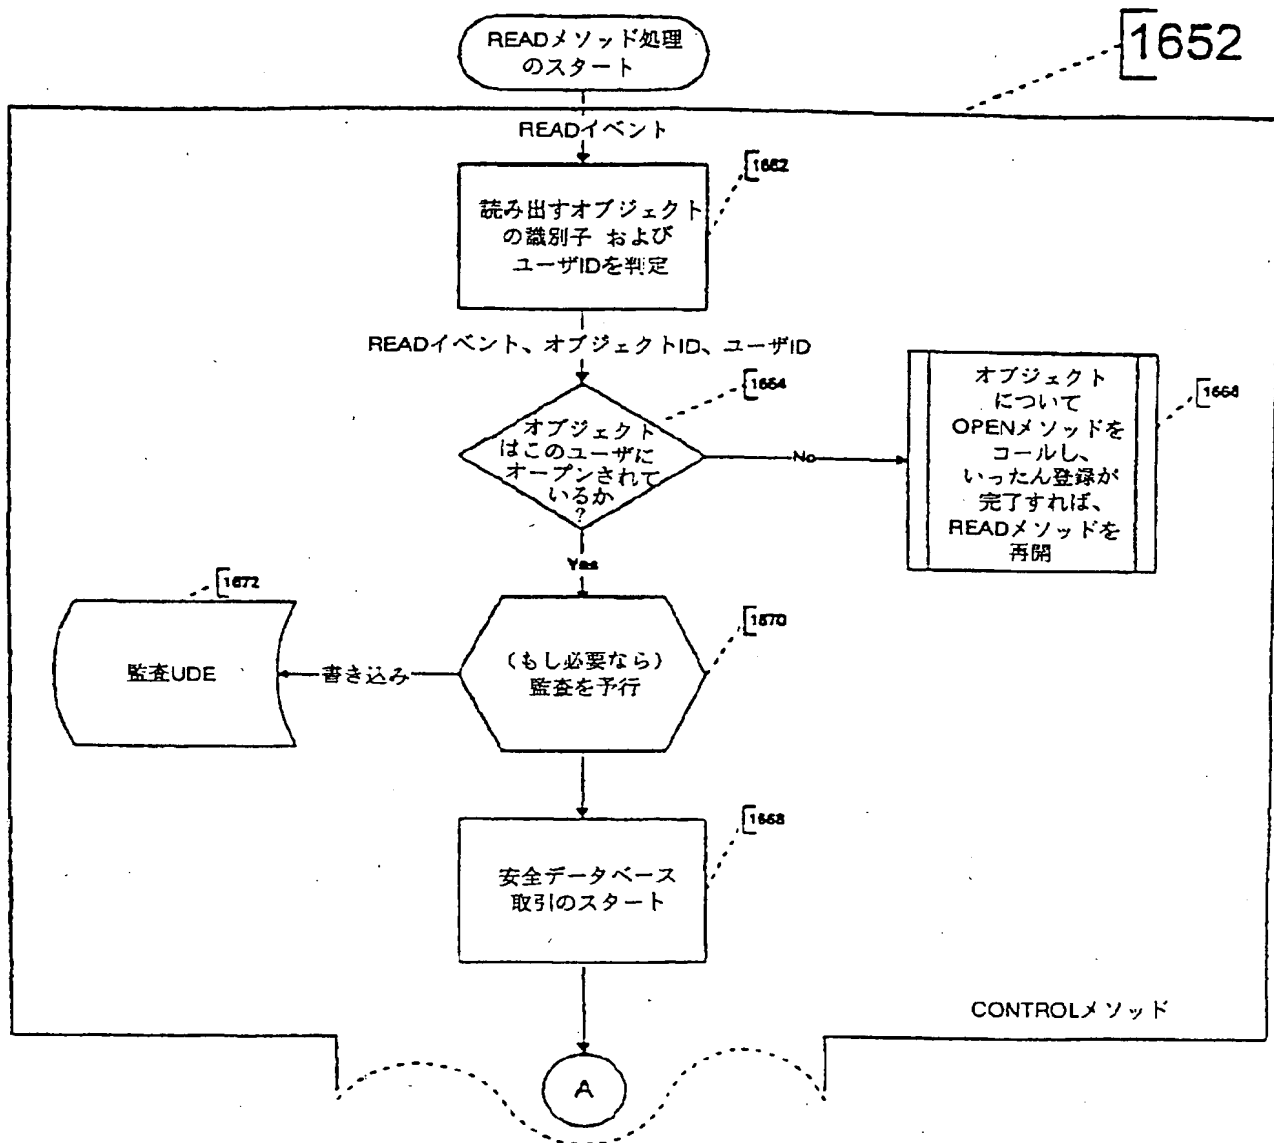 READメソッド処理
のスタート
1652
READイベント
1662
読み出すオブジェクト
の識別子 および
ユーザIDを判定
READイベント、オブジェクトID、ユーザID
1664
オブジェクト
はこのユーザに
オープンされて
いるか
?
No
オブジェクト
について
OPENメソッドを
コールし、
いったん登録が
完了すれば、
READメソッドを
再開
Yes
1672
監査UDE
書き込み
(もし必要なら)
監査を予行
1670
1668
安全データベース
取引のスタート
CONTROLメソッド
A